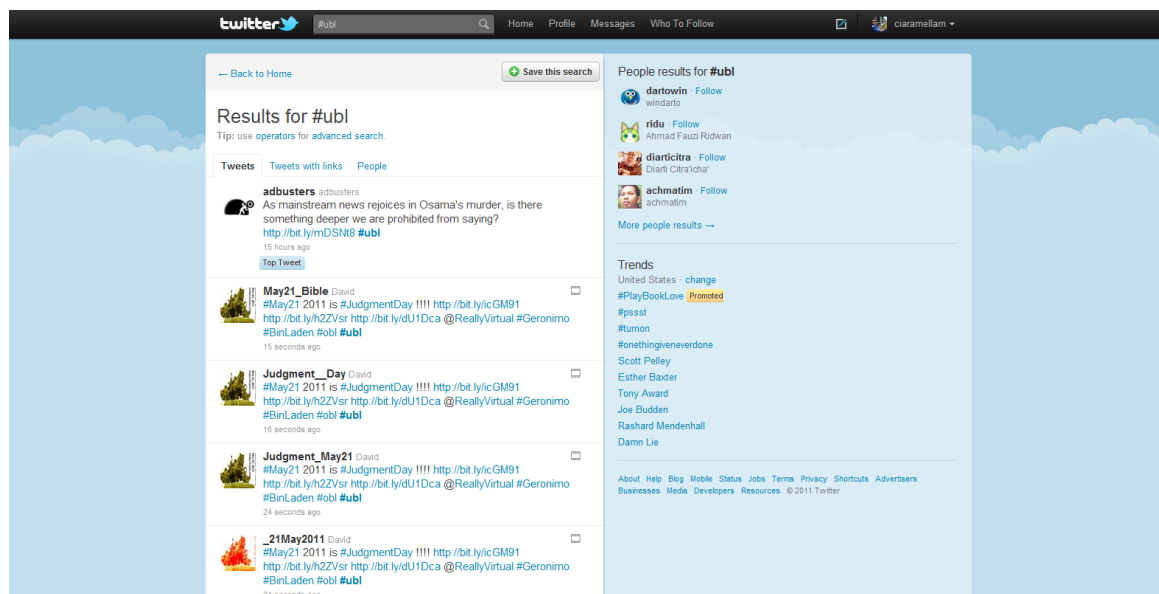 twitter #ubl Home Profile Messages Who To Follow ciaramellam
← Back to Home Save this search
Results for #ubl
Tip: use operators for advanced search.
Tweets Tweets with links People
adbusters adbusters
As mainstream news rejoices in Osama's murder, is there
something deeper we are prohibited from saying?
http://bit.ly/mDSNt8 #ubl
15 hours ago
Top Tweet
May21_Bible David
#May21 2011 is #JudgmentDay !!!! http://bit.ly/icGM91
http://bit.ly/h2ZVsr http://bit.ly/dU1Dca @ReallyVirtual #Geronimo
#BinLaden #obl #ubl
15 seconds ago
Judgment__Day David
#May21 2011 is #JudgmentDay !!!! http://bit.ly/icGM91
http://bit.ly/h2ZVsr http://bit.ly/dU1Dca @ReallyVirtual #Geronimo
#BinLaden #obl #ubl
16 seconds ago
Judgment_May21 David
#May21 2011 is #JudgmentDay !!!! http://bit.ly/icGM91
http://bit.ly/h2ZVsr http://bit.ly/dU1Dca @ReallyVirtual #Geronimo
#BinLaden #obl #ubl
24 seconds ago
_21May2011 David
#May21 2011 is #JudgmentDay !!!! http://bit.ly/icGM91
http://bit.ly/h2ZVsr http://bit.ly/dU1Dca @ReallyVirtual #Geronimo
#BinLaden #obl #ubl
People results for #ubl
dartowin · Follow
windarto
ridu · Follow
Ahmad Fauzi Ridwan
diarticitra · Follow
Diarti Citra'icha'
achmatim · Follow
achmatim
More people results →
Trends
United States · change
#PlayBookLove Promoted
#pssst
#turnon
#onethingiveneverdone
Scott Pelley
Esther Baxter
Tony Award
Joe Budden
Rashard Mendenhall
Damn Lie
About Help Blog Mobile Status Jobs Terms Privacy Shortcuts Advertisers
Businesses Media Developers Resources © 2011 Twitter